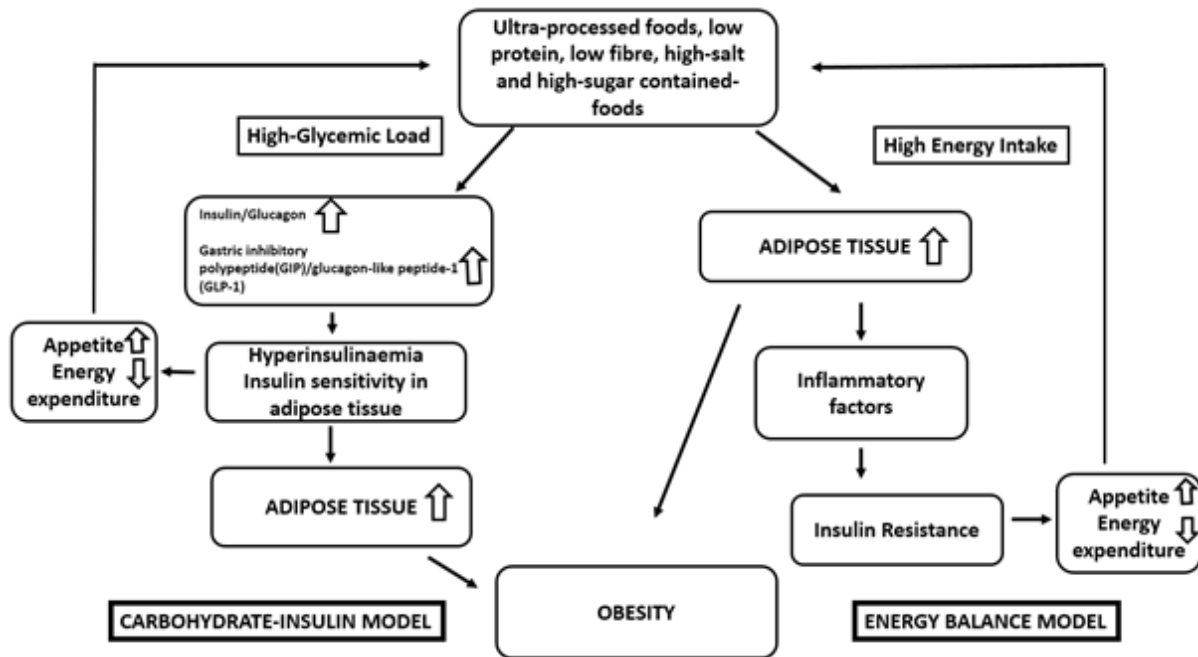 Ultra-processed foods, low
protein, low fibre, high-salt
and high-sugar contained-
foods
High-Glycemic Load
High Energy Intake
Insulin/Glucagon
Gastric inhibitory
polypeptide(GIP)/glucagon-like peptide-1
(GLP-1)
ADIPOSE TISSUE
Appetite
Energy
expenditure
Hyperinsulinaemia
Insulin sensitivity in
adipose tissue
Inflammatory
factors
ADIPOSE TISSUE
Insulin Resistance
Appetite
Energy
expenditure
OBESITY
CARBOHYDRATE-INSULIN MODEL
ENERGY BALANCE MODEL